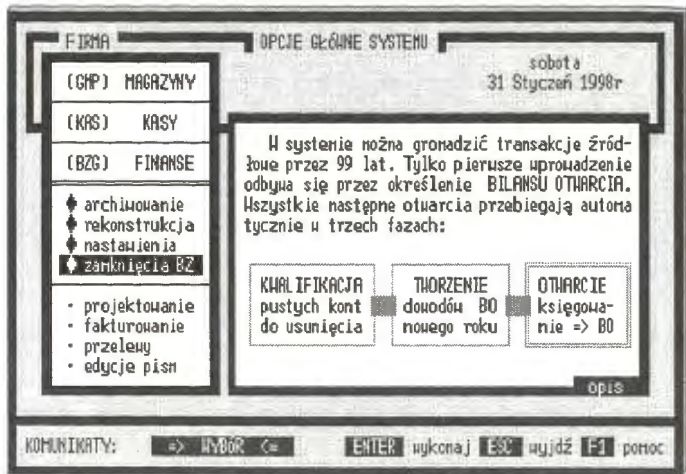 FIRMA
OPCJE GŁÓWNE SYSTEMU
sobota
31 Styczeń 1998r
(GMP) MAGAZYNY
(KAS) KASY
(BZG) FINANSE
archiwowanie
rekonstrukcja
nastawienia
zamknięcia BZ
· projektowanie
· fakturowanie
· przelewy
· edycje pism
W systemie można gromadzić transakcje źród-
łowe przez 99 lat. Tylko pierwsze wprowadzenie
odbywa się przez określenie BILANSU OTWARCIA.
Wszystkie następne otwarcia przebiegają automa
tycznie w trzech fazach:
KWALIFIKACJA
pustych kont
do usunięcia
TWORZENIE
dowodów BO
nowego roku
OTWARCIE
księgowa-
nie => BO
opis
KOMUNIKATY: => WYBÓR <= ENTER wykonaj ESC wyjdź F1 pomoc